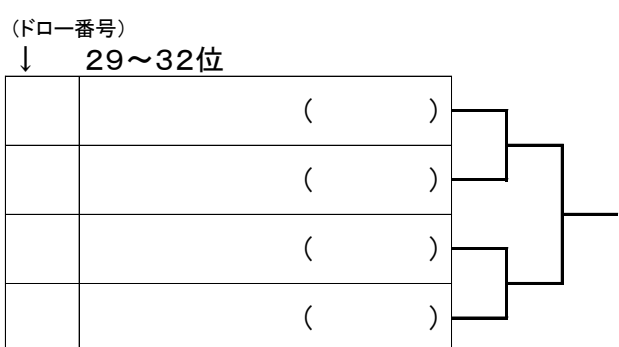 （ドロー番号）
↓ ２９～３２位
（ ）
（ ）
（ ）
（ ）